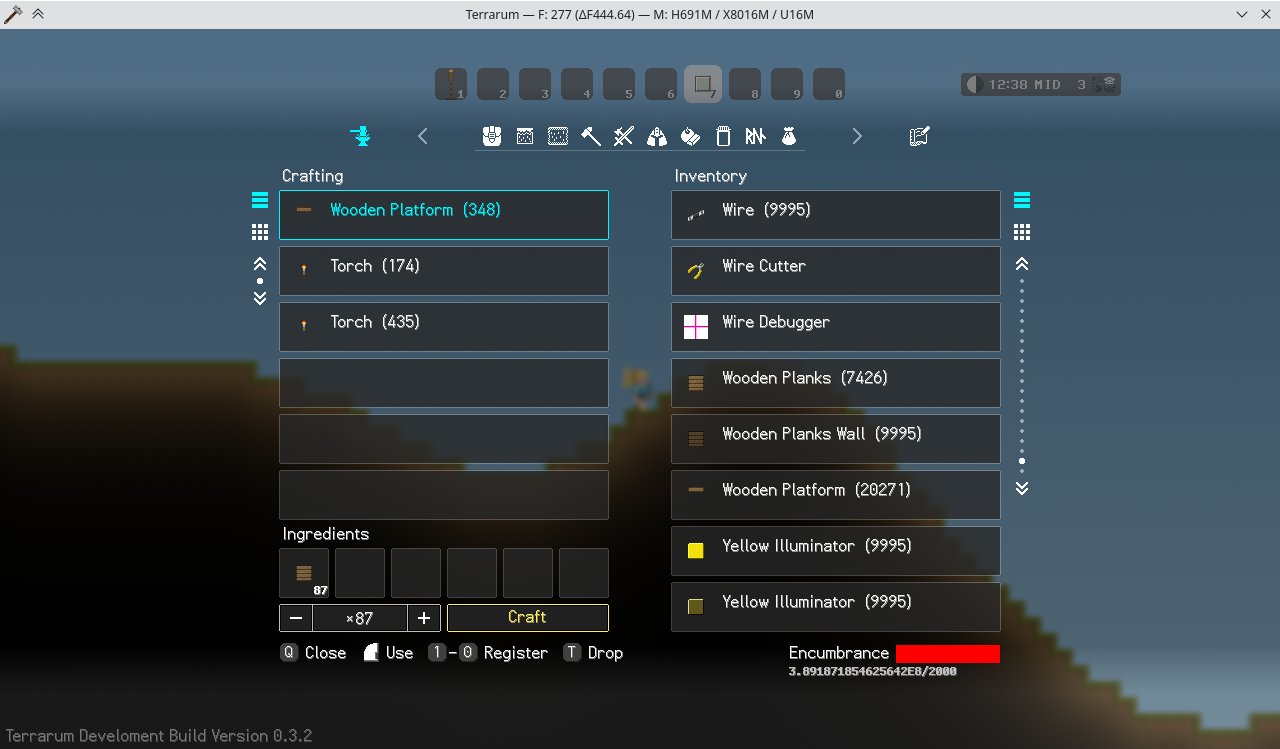 Terrarum — F: 277 (ΔF444.64) — M: H691M / X8016M / U16M
1 2 3 4 5 6 7 8 9 0
12:38 MID 3
Crafting
Wooden Platform (348)
Torch (174)
Torch (435)
Ingredients
87
— ×87 + Craft
Q Close Use 1-0 Register T Drop
Inventory
Wire (9995)
Wire Cutter
Wire Debugger
Wooden Planks (7426)
Wooden Planks Wall (9995)
Wooden Platform (20271)
Yellow Illuminator (9995)
Yellow Illuminator (9995)
Encumbrance
3.891871854625642E8/2000
Terrarum Develoment Build Version 0.3.2